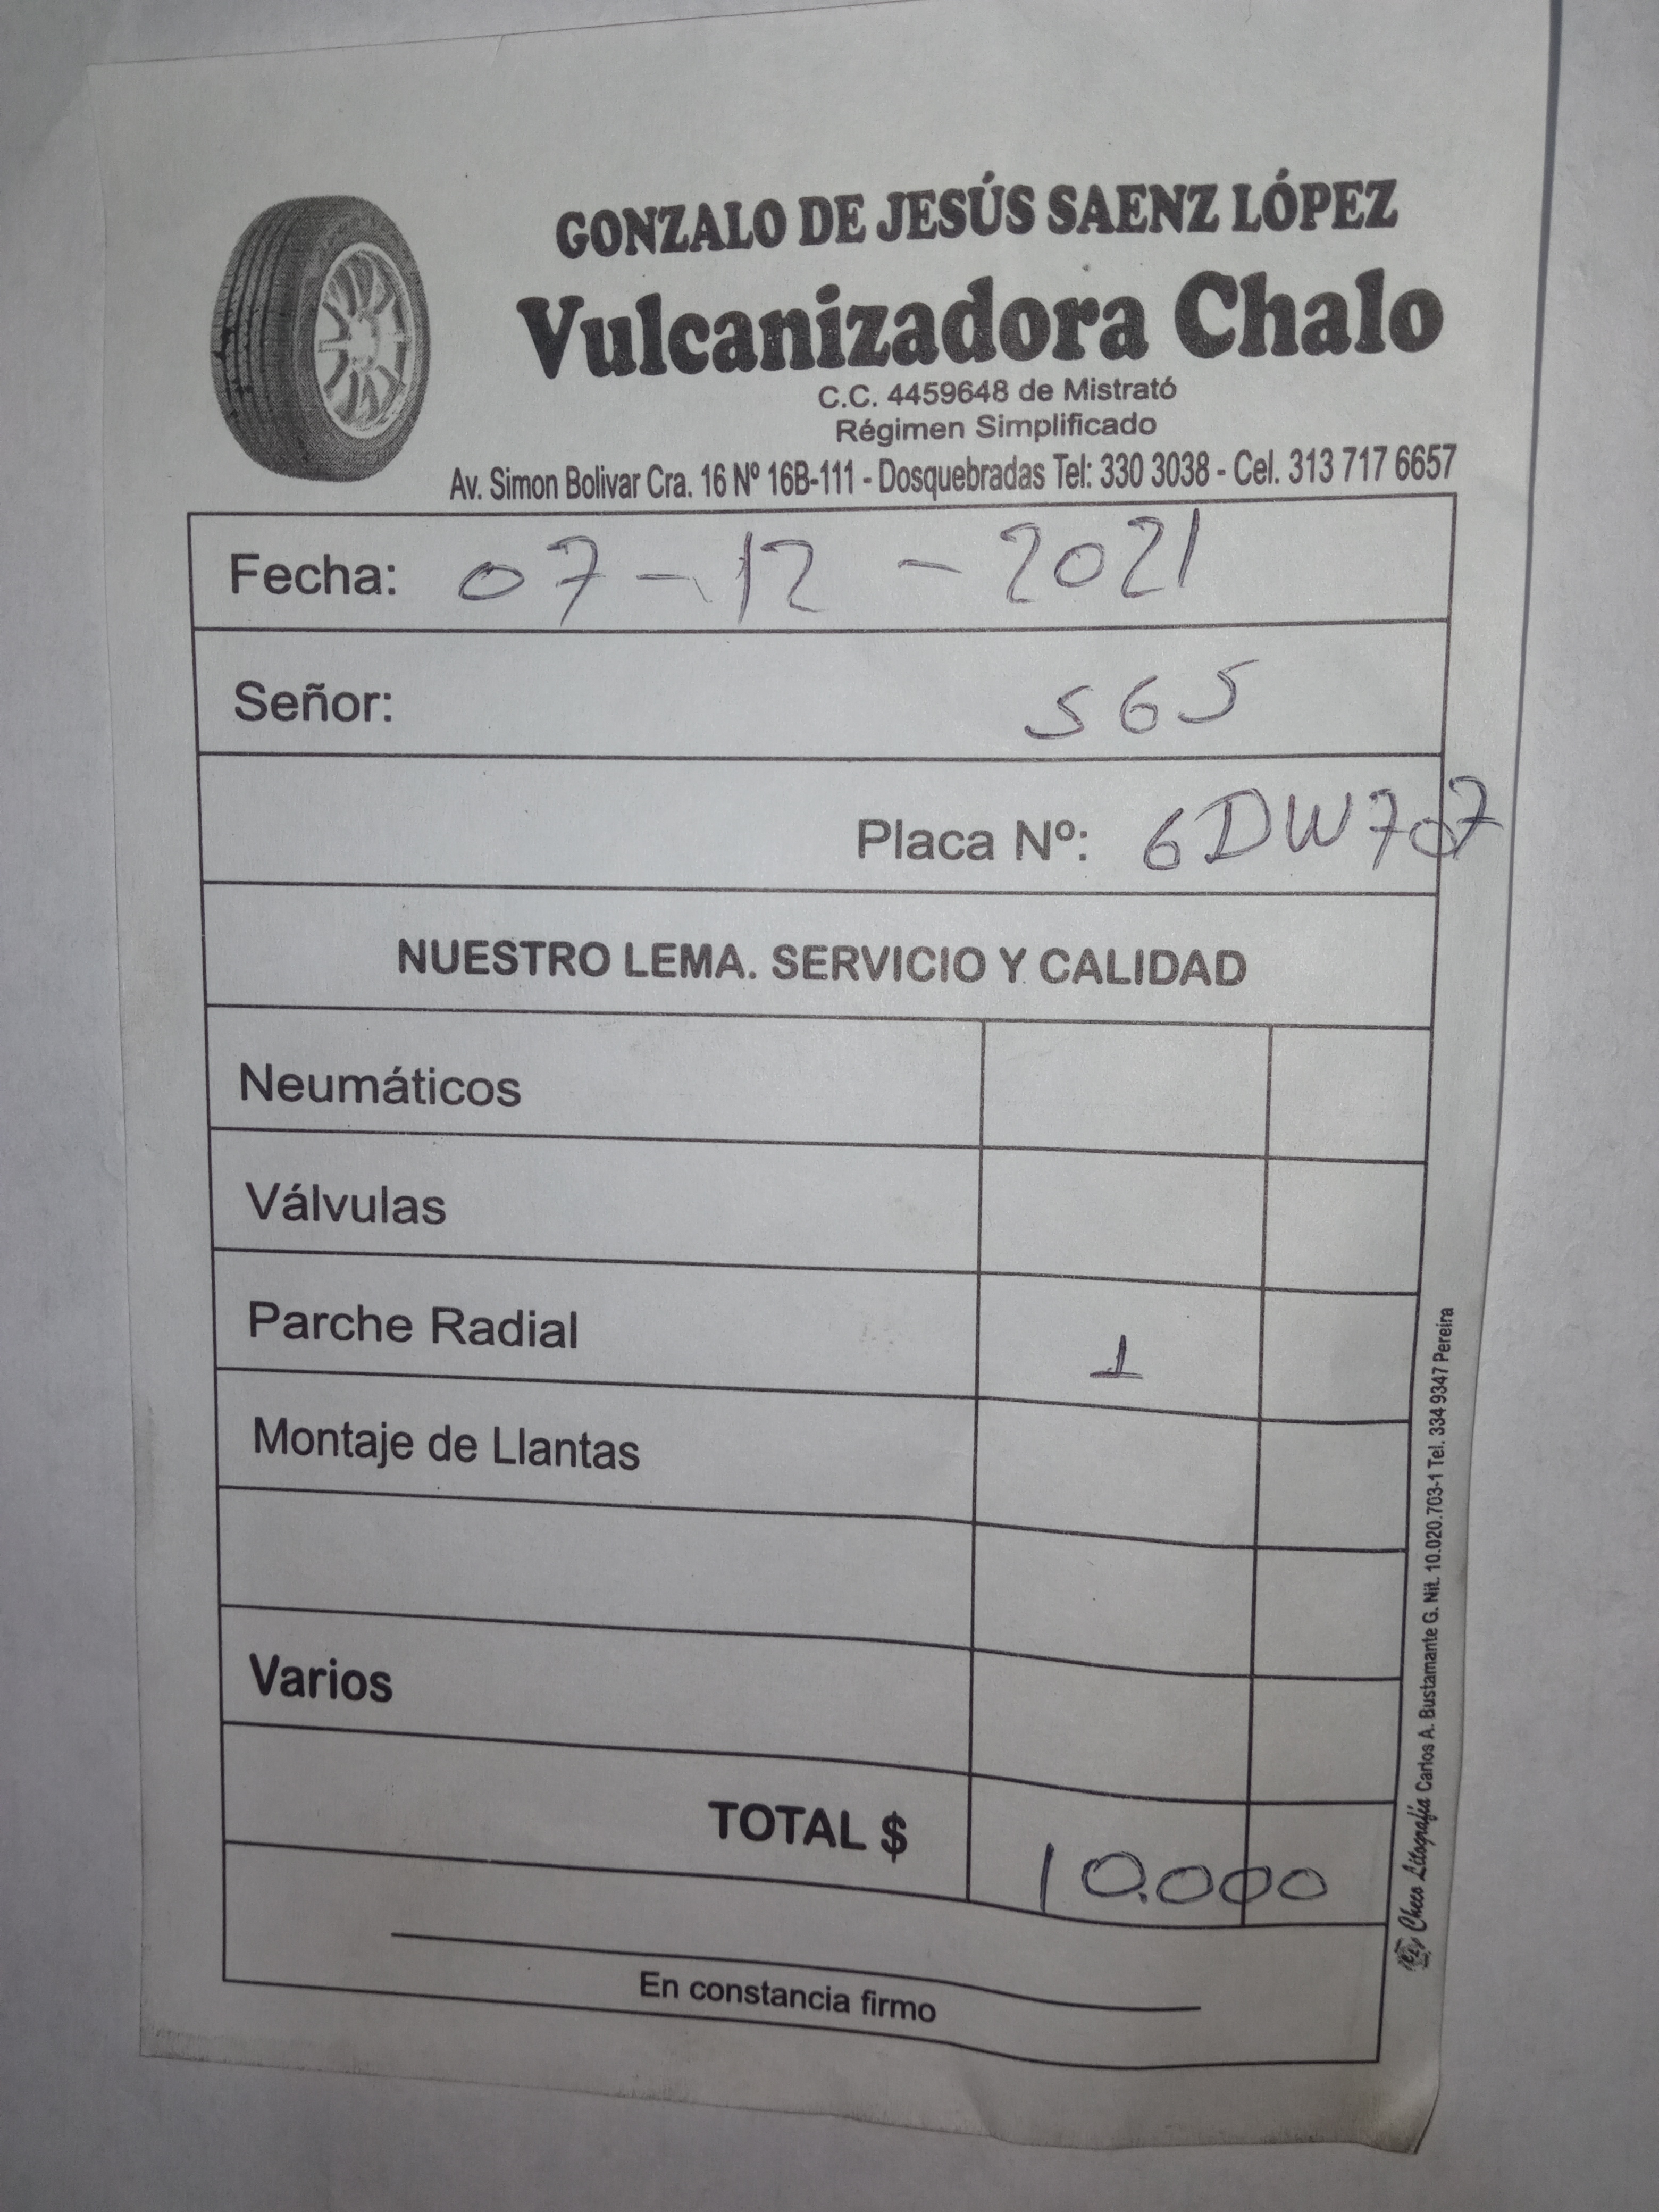 GONZALO DE JESÚS SAENZ LÓPEZ
Vulcanizadora Chalo
C.C. 4459648 de Mistrató
Régimen Simplificado
Av. Simon Bolivar Cra. 16 Nº 16B-111 - Dosquebradas Tel: 330 3038 - Cel. 313 717 6657
Fecha: 07-12-2021
Señor: SGS
Placa Nº: GDW707
NUESTRO LEMA. SERVICIO Y CALIDAD
Neumáticos
Válvulas
Parche Radial 1
Montaje de Llantas
Varios
TOTAL $ 10.000
En constancia firmo
Checo Litografía Carlos A. Bustamante G. Nit. 10.020.703-1 Tel. 334 9347 Pereira